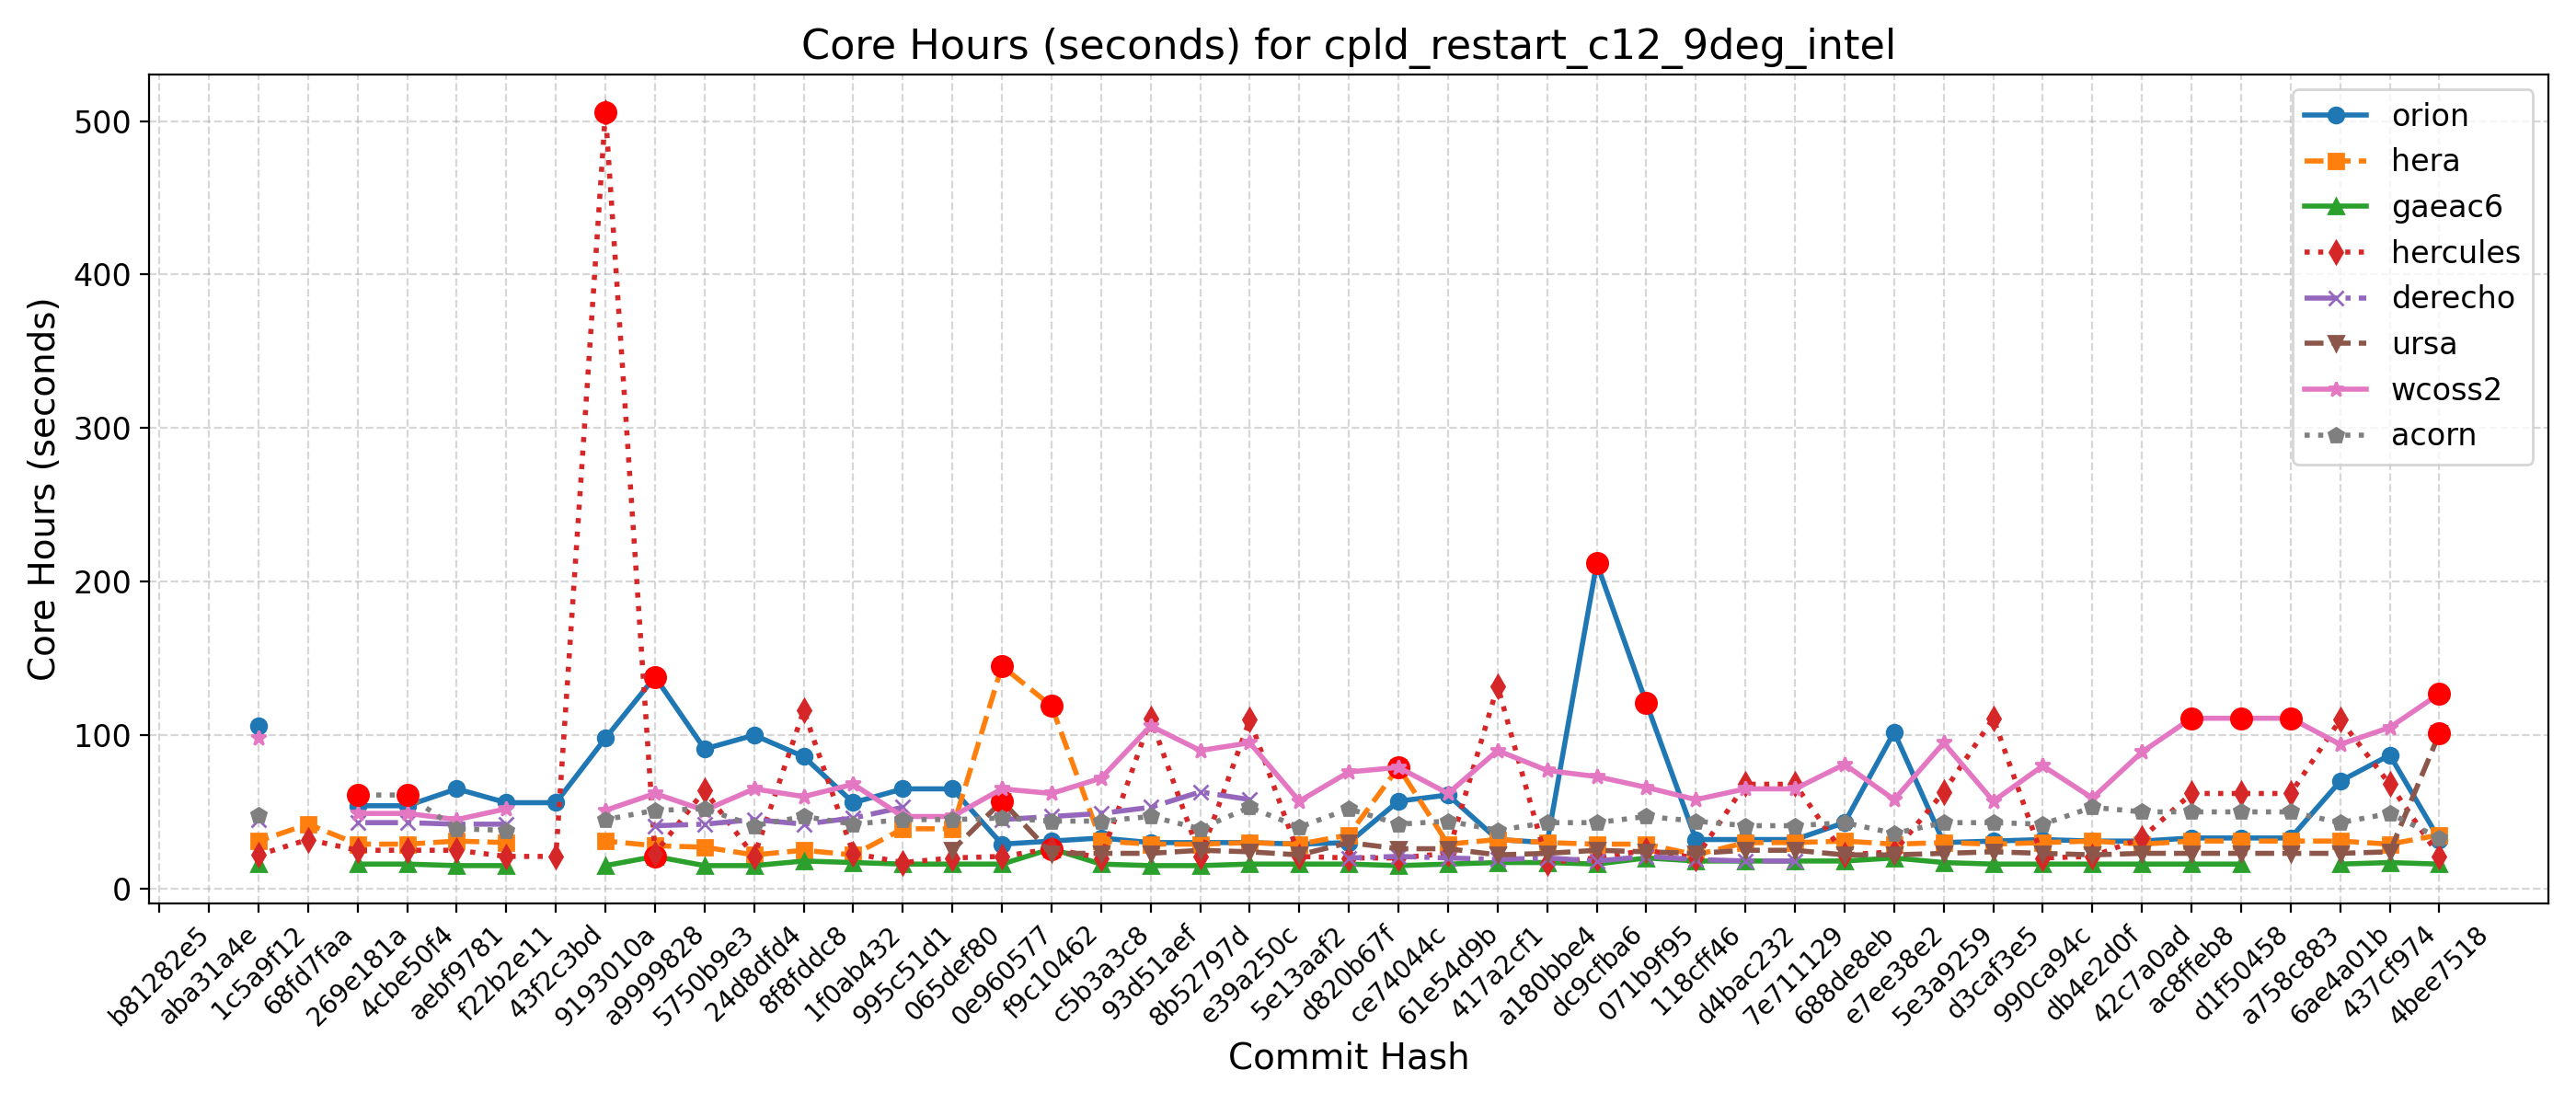 Core Hours (seconds) for cpld_restart_c12_9deg_intel
Core Hours (seconds)
500
400
300
200
100
0
orion
hera
gaeac6
hercules
derecho
ursa
wcoss2
acorn
b81282e5
aba31a4e
1c5a9f12
68fd7faa
269e181a
4cbe50f4
aebf9781
f22b2e11
43f2c3bd
9193010a
a9999828
5750b9e3
24d8dfd4
8f8fddc8
1f0ab432
995c51d1
065def80
0e960577
f9c10462
c5b3a3c8
93d51aef
8b52797d
e39a250c
5e13aaf2
d820b67f
ce74044c
61e54d9b
417a2cf1
a180bbe4
dc9cfba6
071b9f95
118cff46
d4bac232
7e711129
688de8eb
e7ee38e2
5e3a9259
d3caf3e5
990ca94c
db4e2d0f
42c7a0ad
ac8ffeb8
d1f50458
a758c883
6ae4a01b
437cf974
4bee7518
Commit Hash